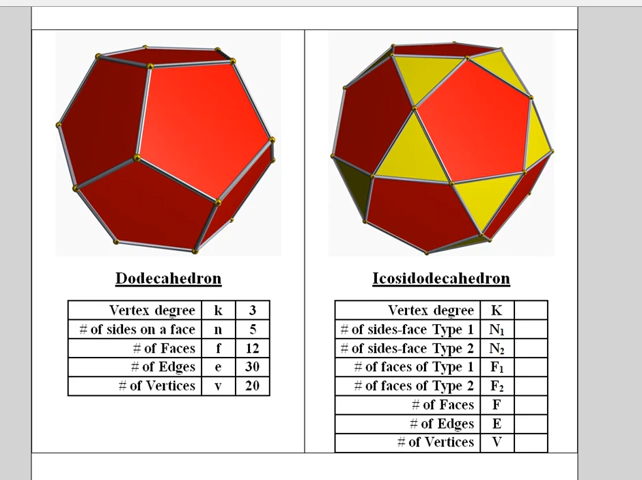 Dodecahedron
Vertex degree k 3
# of sides on a face n 5
# of Faces f 12
# of Edges e 30
# of Vertices v 20
Icosidodecahedron
Vertex degree K
# of sides-face Type 1 N₁
# of sides-face Type 2 N₂
# of faces of Type 1 F₁
# of faces of Type 2 F₂
# of Faces F
# of Edges E
# of Vertices V